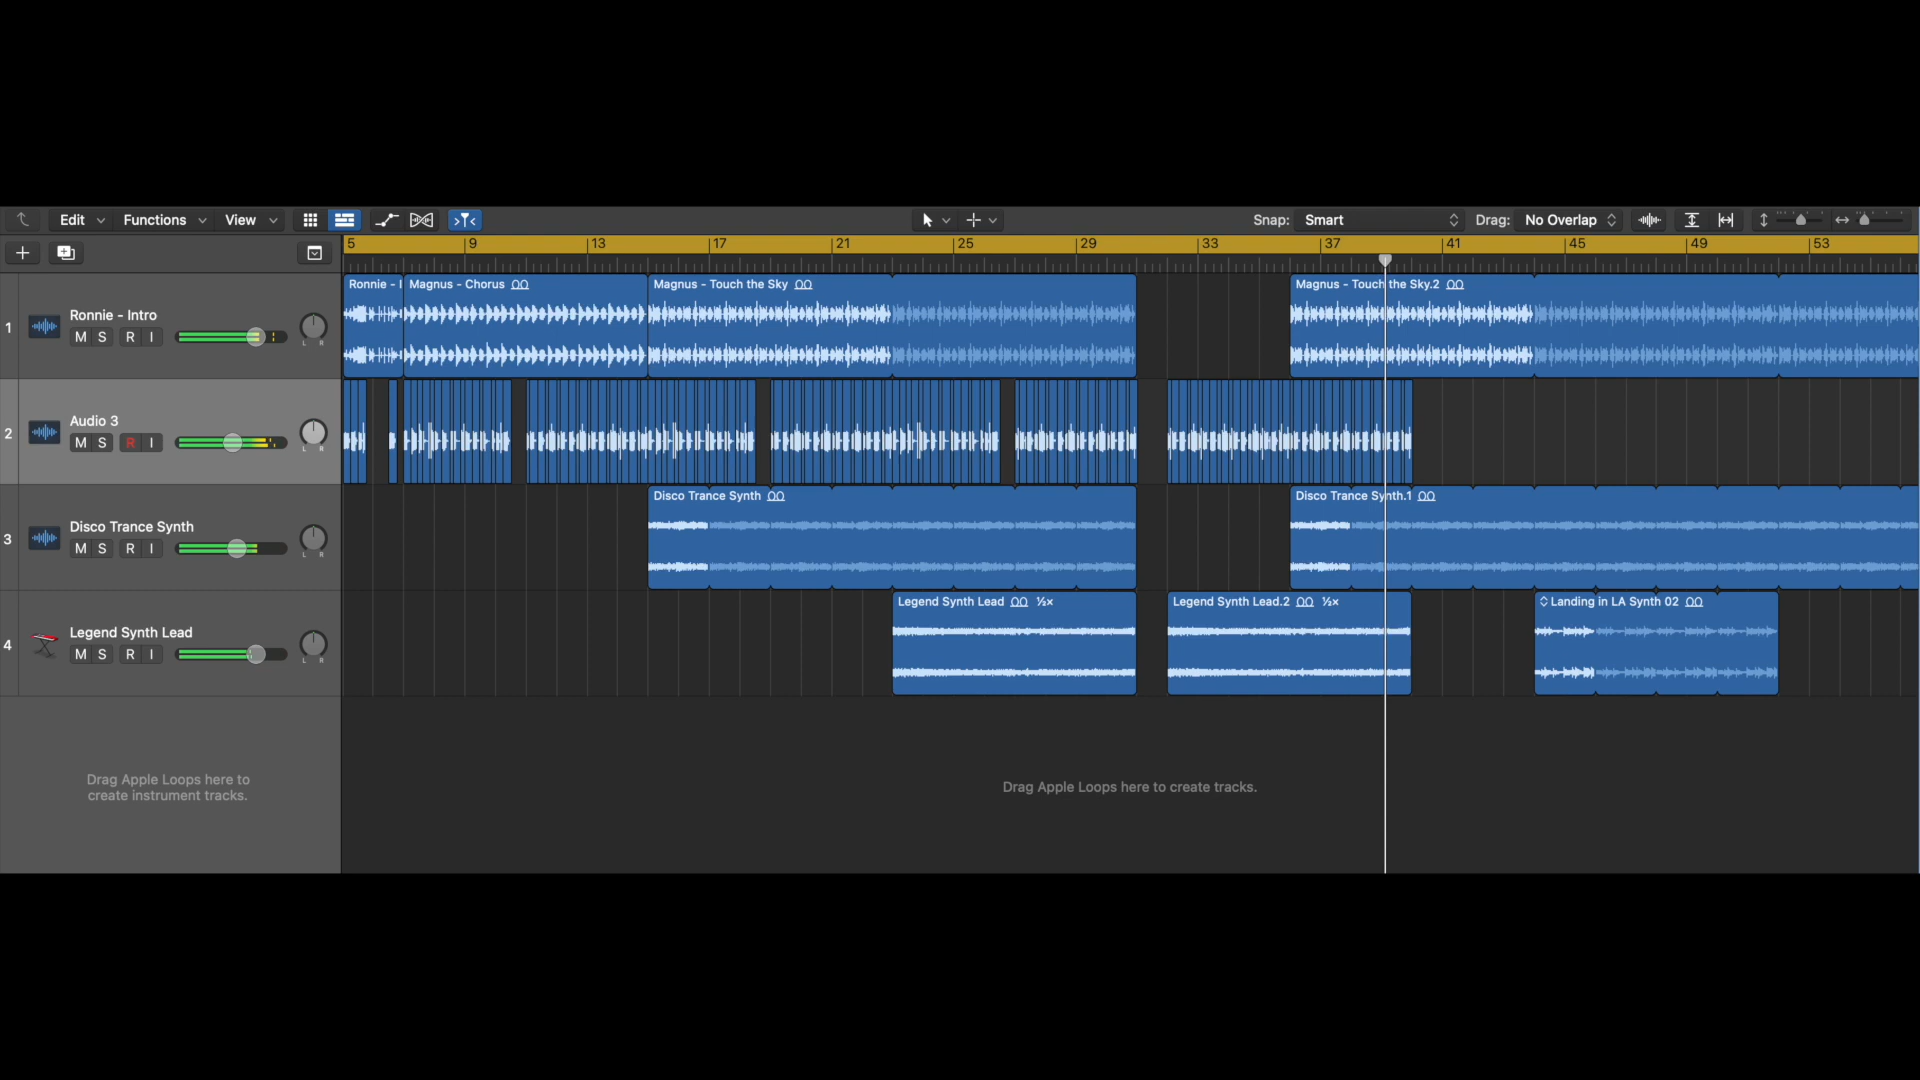 Edit Functions View Snap: Smart Drag: No Overlap
5 9 13 17 21 25 29 33 37 41 45 49 53
Ronnie - I Magnus - Chorus Magnus - Touch the Sky Magnus - Touch the Sky.2
1 Ronnie - Intro
M S R I L R
2 Audio 3
M S R I L R
Disco Trance Synth Disco Trance Synth.1
3 Disco Trance Synth
M S R I L R
Legend Synth Lead ½× Legend Synth Lead.2 ½× Landing in LA Synth 02
4 Legend Synth Lead
M S R I L R
Drag Apple Loops here to
create instrument tracks.
Drag Apple Loops here to create tracks.